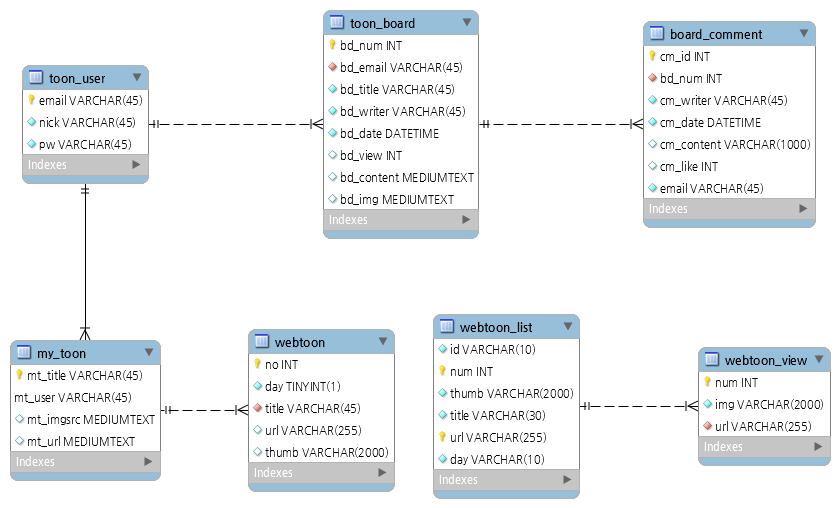 toon_user
email VARCHAR(45)
nick VARCHAR(45)
pw VARCHAR(45)
Indexes
toon_board
bd_num INT
bd_email VARCHAR(45)
bd_title VARCHAR(45)
bd_writer VARCHAR(45)
bd_date DATETIME
bd_view INT
bd_content MEDIUMTEXT
bd_img MEDIUMTEXT
Indexes
board_comment
cm_id INT
bd_num INT
cm_writer VARCHAR(45)
cm_date DATETIME
cm_content VARCHAR(1000)
cm_like INT
email VARCHAR(45)
Indexes
my_toon
mt_title VARCHAR(45)
mt_user VARCHAR(45)
mt_imgsrc MEDIUMTEXT
mt_url MEDIUMTEXT
Indexes
webtoon
no INT
day TINYINT(1)
title VARCHAR(45)
url VARCHAR(255)
thumb VARCHAR(2000)
Indexes
webtoon_list
id VARCHAR(10)
num INT
thumb VARCHAR(2000)
title VARCHAR(30)
url VARCHAR(255)
day VARCHAR(10)
Indexes
webtoon_view
num INT
img VARCHAR(2000)
url VARCHAR(255)
Indexes